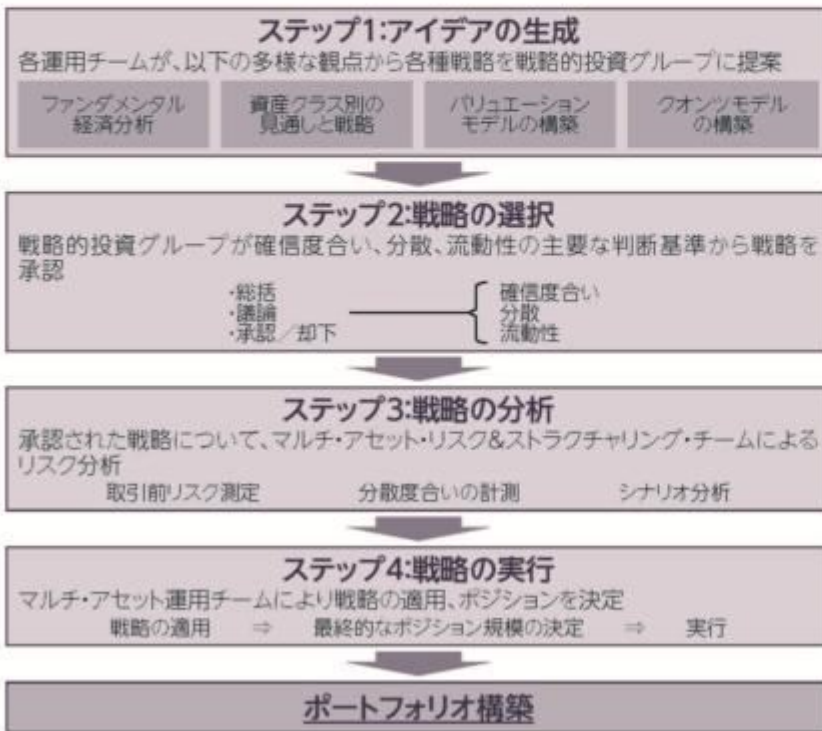 ステップ1:アイデアの生成
各運用チームが、以下の多様な観点から各種戦略を戦略的投資グループに提案
ファンダメンタル
経済分析
資産クラス別の
見通しと戦略
バリュエーション
モデルの構築
クオンツモデル
の構築
ステップ2:戦略の選択
戦略的投資グループが確信度合い、分散、流動性の主要な判断基準から戦略を
承認
・総括
・議論
・承認／却下
確信度合い
分散
流動性
ステップ3:戦略の分析
承認された戦略について、マルチ・アセット・リスク&ストラクチャリング・チームによる
リスク分析
取引前リスク測定 分散度合いの計測 シナリオ分析
ステップ4:戦略の実行
マルチ・アセット運用チームにより戦略の適用、ポジションを決定
戦略の適用 ⇒ 最終的なポジション規模の決定 ⇒ 実行
ポートフォリオ構築